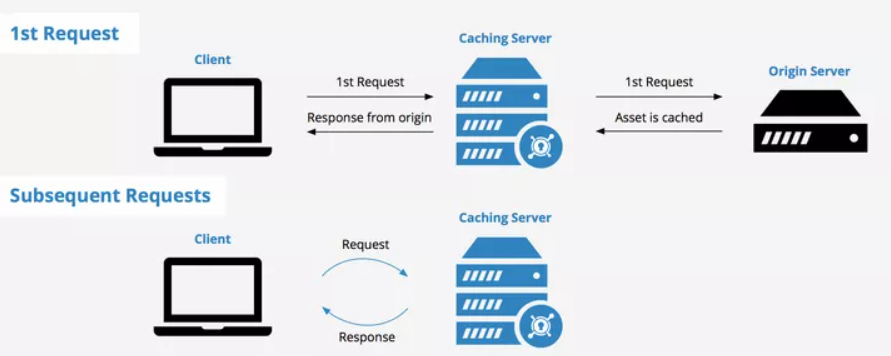 1st Request
Client
Caching Server
Origin Server
1st Request
1st Request
Response from origin
Asset is cached
Subsequent Requests
Client
Caching Server
Request
Response